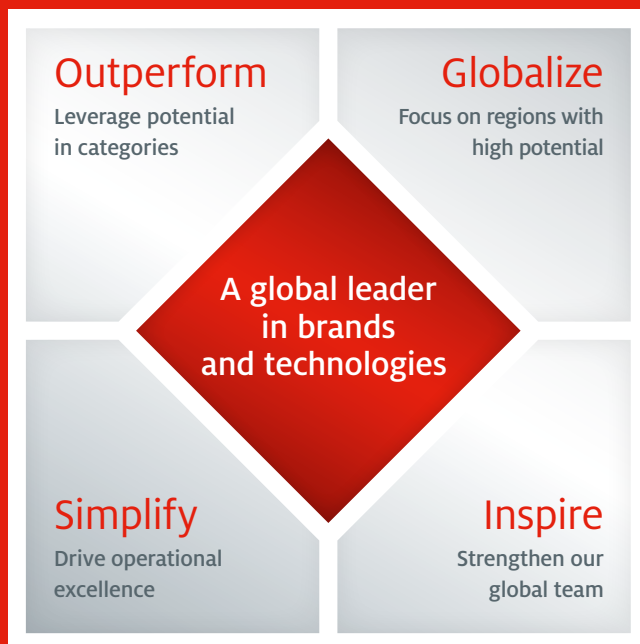 Outperform
Leverage potential
in categories
Globalize
Focus on regions with
high potential
A global leader
in brands
and technologies
Simplify
Drive operational
excellence
Inspire
Strengthen our
global team